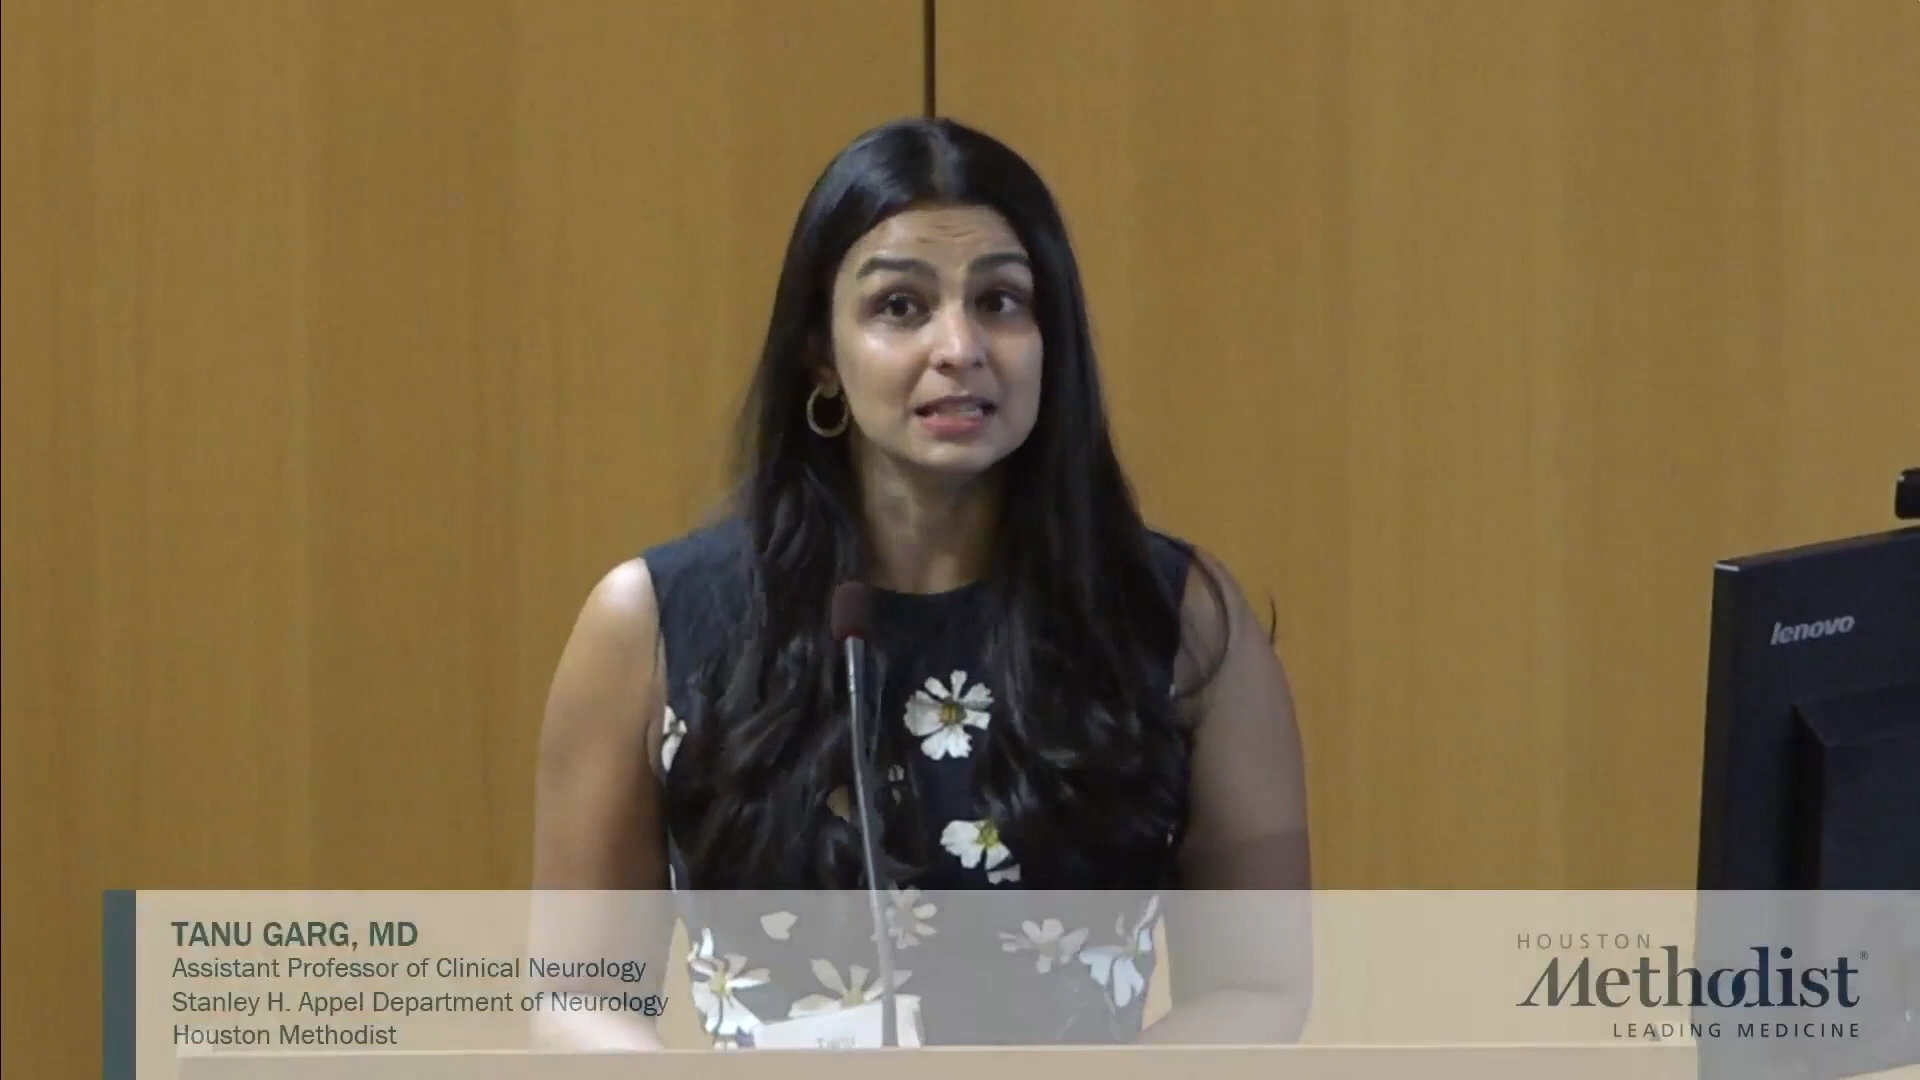 lenovo
TANU GARG, MD
Assistant Professor of Clinical Neurology
Stanley H. Appel Department of Neurology
Houston Methodist
HOUSTON
Methodist®
LEADING MEDICINE